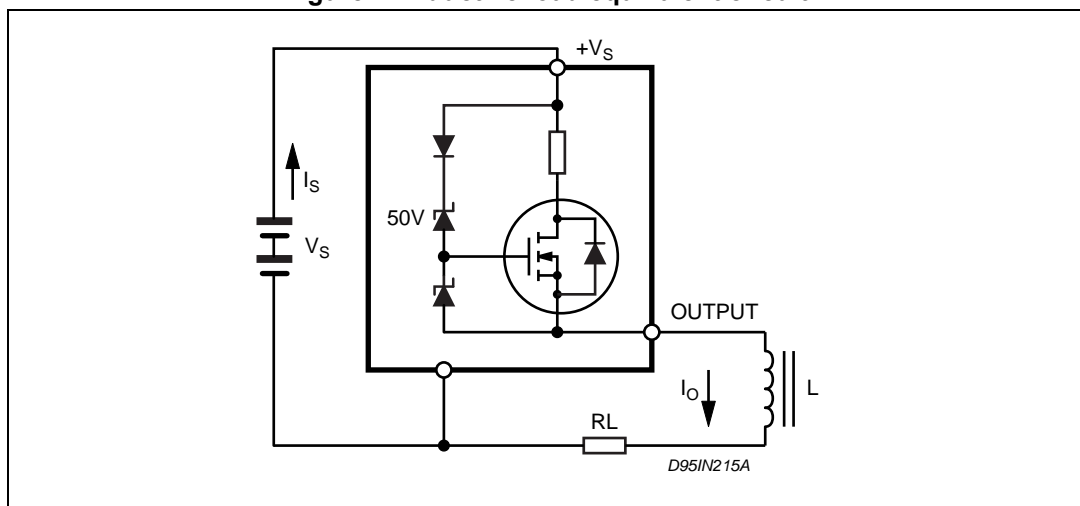 +VS
IS
50V
VS
OUTPUT
IO
L
RL
D95IN215A